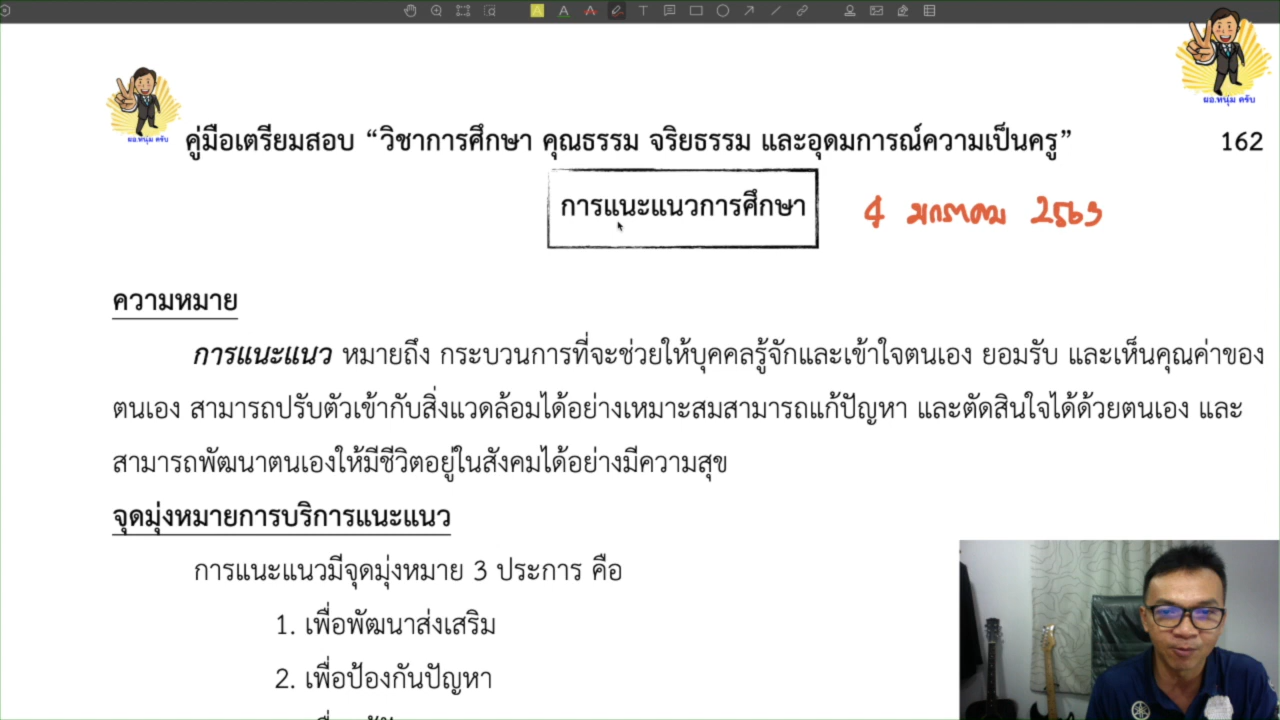 ผอ.หนุ่ม ครับ
ผอ.หนุ่ม ครับ
คู่มือเตรียมสอบ “วิชาการศึกษา คุณธรรม จริยธรรม และอุดมการณ์ความเป็นครู” 162
การแนะแนวการศึกษา 4 มกราคม 2563
ความหมาย
การแนะแนว หมายถึง กระบวนการที่จะช่วยให้บุคคลรู้จักและเข้าใจตนเอง ยอมรับ และเห็นคุณค่าของ
ตนเอง สามารถปรับตัวเข้ากับสิ่งแวดล้อมได้อย่างเหมาะสมสามารถแก้ปัญหา และตัดสินใจได้ด้วยตนเอง และ
สามารถพัฒนาตนเองให้มีชีวิตอยู่ในสังคมได้อย่างมีความสุข
จุดมุ่งหมายการบริการแนะแนว
การแนะแนวมีจุดมุ่งหมาย 3 ประการ คือ
1. เพื่อพัฒนาส่งเสริม
2. เพื่อป้องกันปัญหา